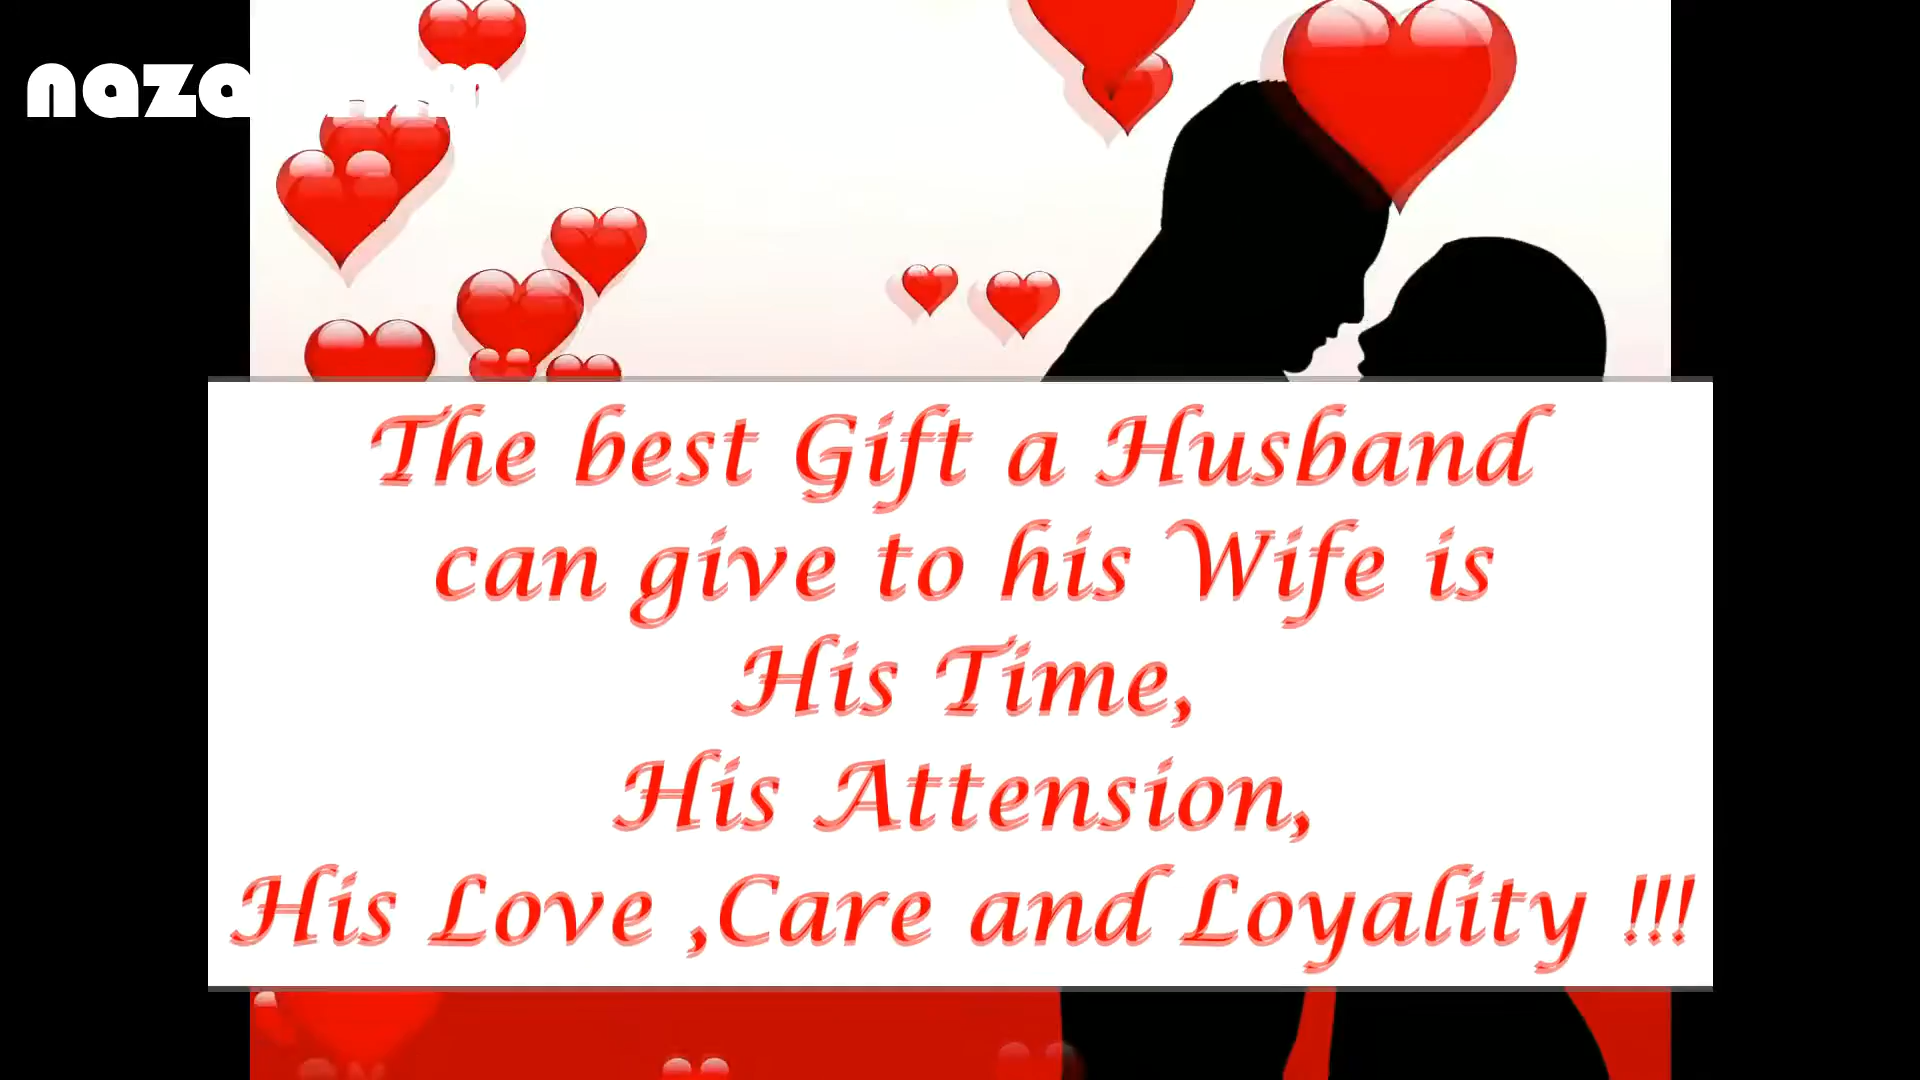 The best Gift a Husband
can give to his Wife is
His Time,
His Attension,
His Love ,Care and Loyality !!!